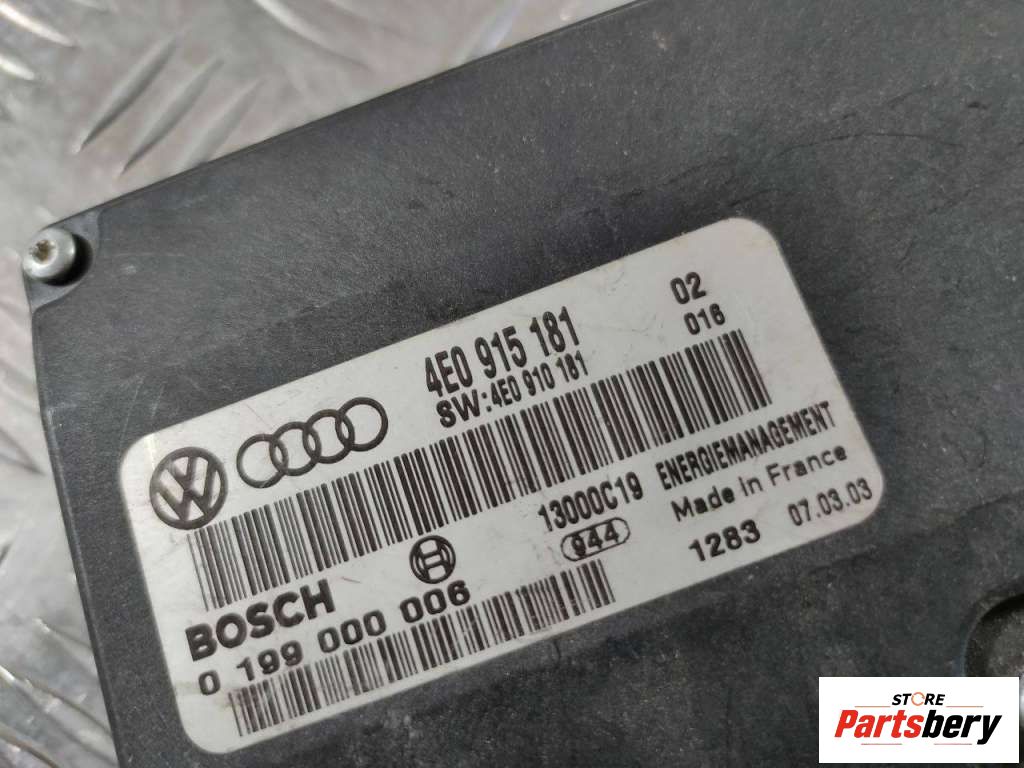 4E0 915 181 02
SW:4E0 910 181 016
13000C19 ENERGIEMANAGEMENT
944 Made In France
BOSCH 1283 07.03.03
0 199 000 006
STORE
Partsbery